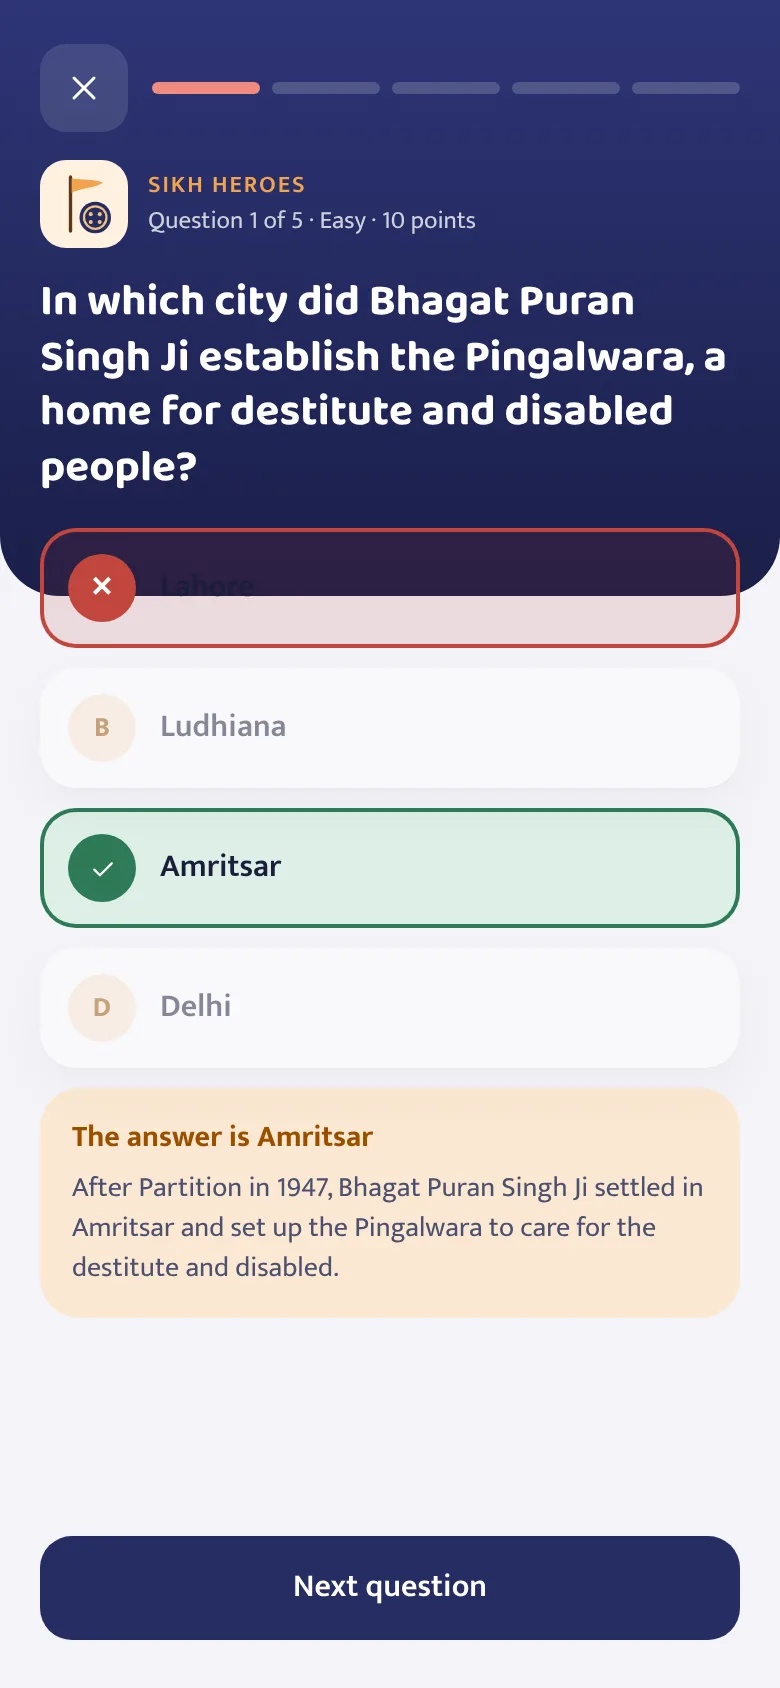 SIKH HEROES
Question 1 of 5 · Easy · 10 points
In which city did Bhagat Puran
Singh Ji establish the Pingalwara, a
home for destitute and disabled
people?
Lahore
B Ludhiana
Amritsar
D Delhi
The answer is Amritsar
After Partition in 1947, Bhagat Puran Singh Ji settled in
Amritsar and set up the Pingalwara to care for the
destitute and disabled.
Next question